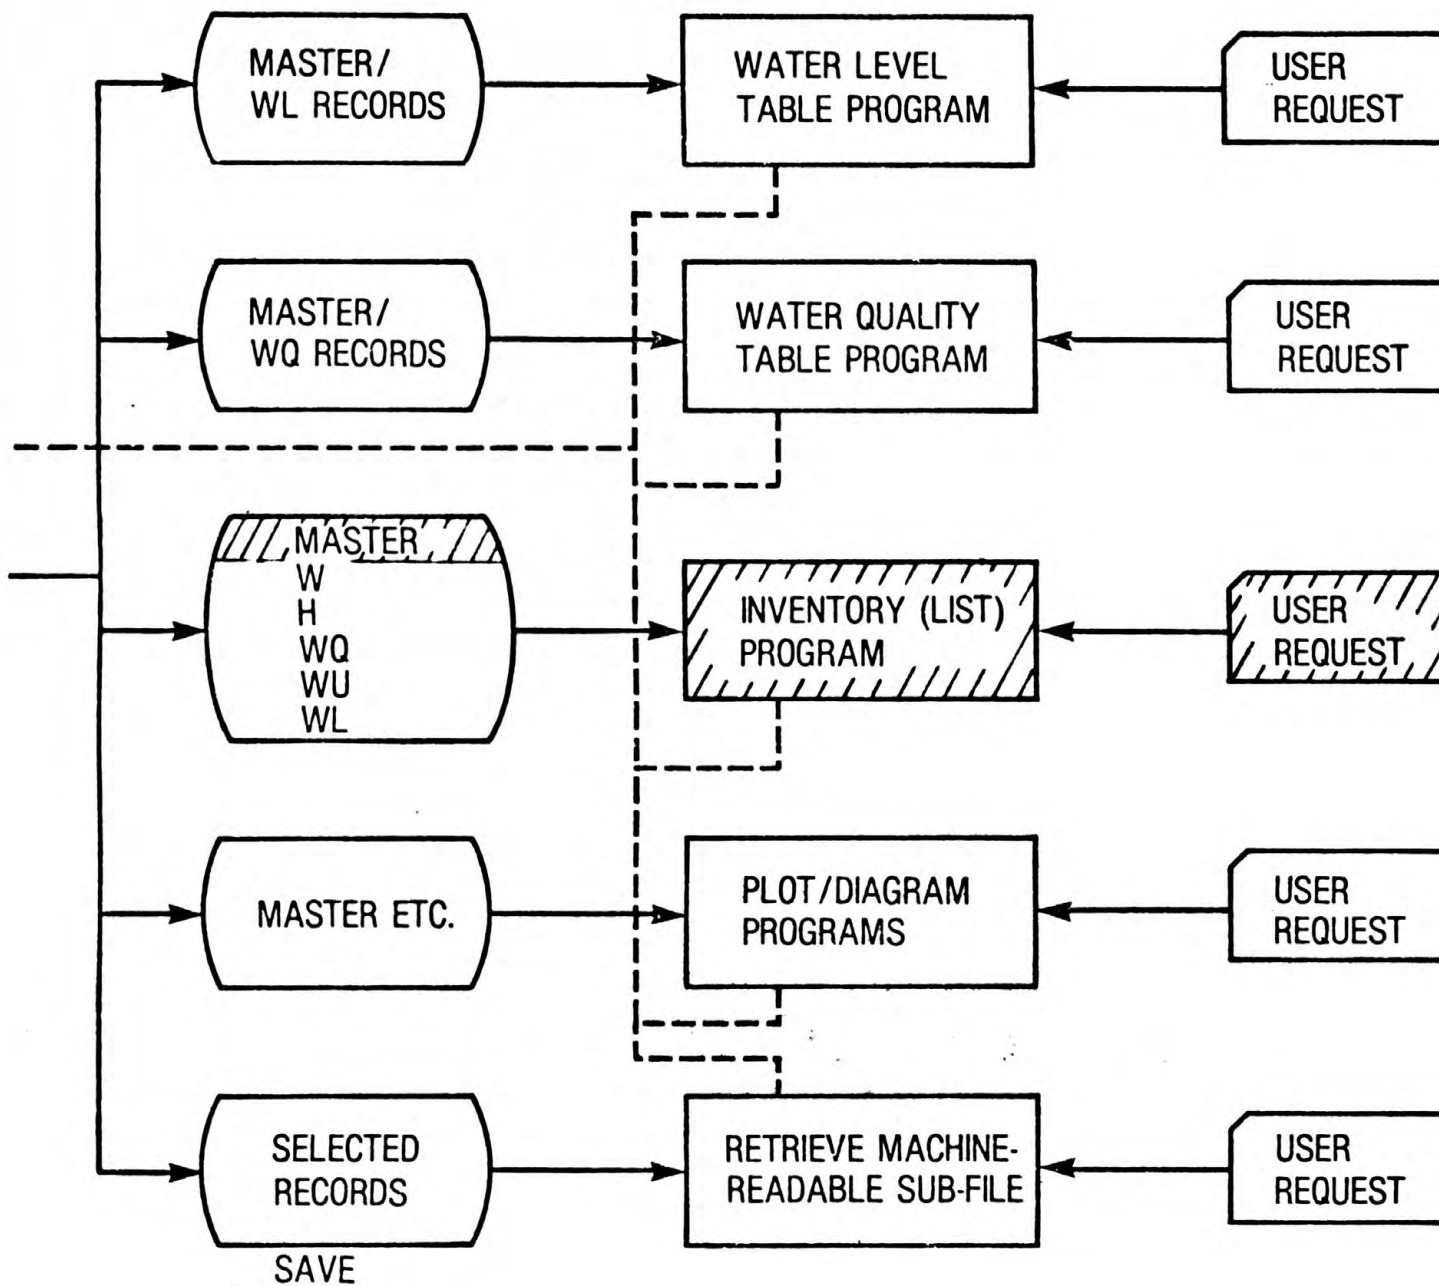 MASTER/
WL RECORDS
WATER LEVEL
TABLE PROGRAM
USER
REQUEST
MASTER/
WQ RECORDS
WATER QUALITY
TABLE PROGRAM
USER
REQUEST
MASTER
W
H
WQ
WU
WL
INVENTORY (LIST)
PROGRAM
USER
REQUEST
MASTER ETC.
PLOT/DIAGRAM
PROGRAMS
USER
REQUEST
SELECTED
RECORDS
SAVE
RETRIEVE MACHINE-
READABLE SUB-FILE
USER
REQUEST